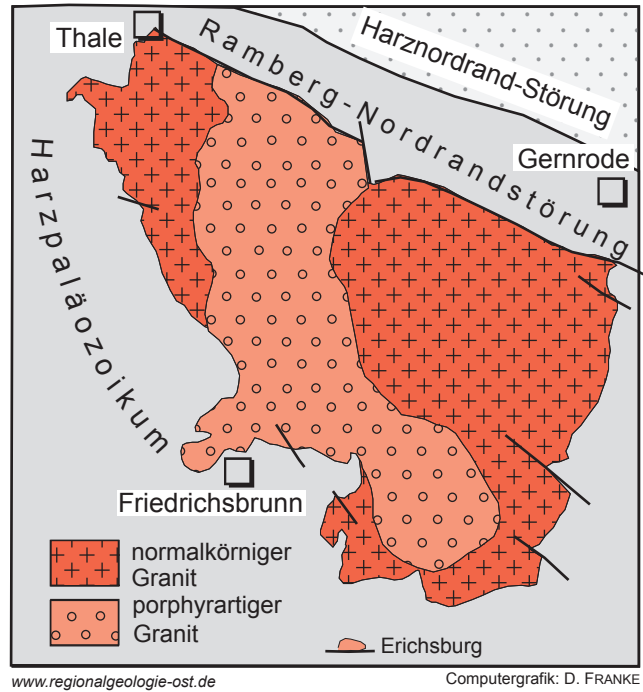 Thale
Ramberg-Nordrandstörung
Harznordrand-Störung
Gernrode
Harzpaläozoikum
Friedrichsbrunn
normalkörniger
Granit
porphyrartiger
Granit
Erichsburg
www.regionalgeologie-ost.de
Computergrafik: D. FRANKE